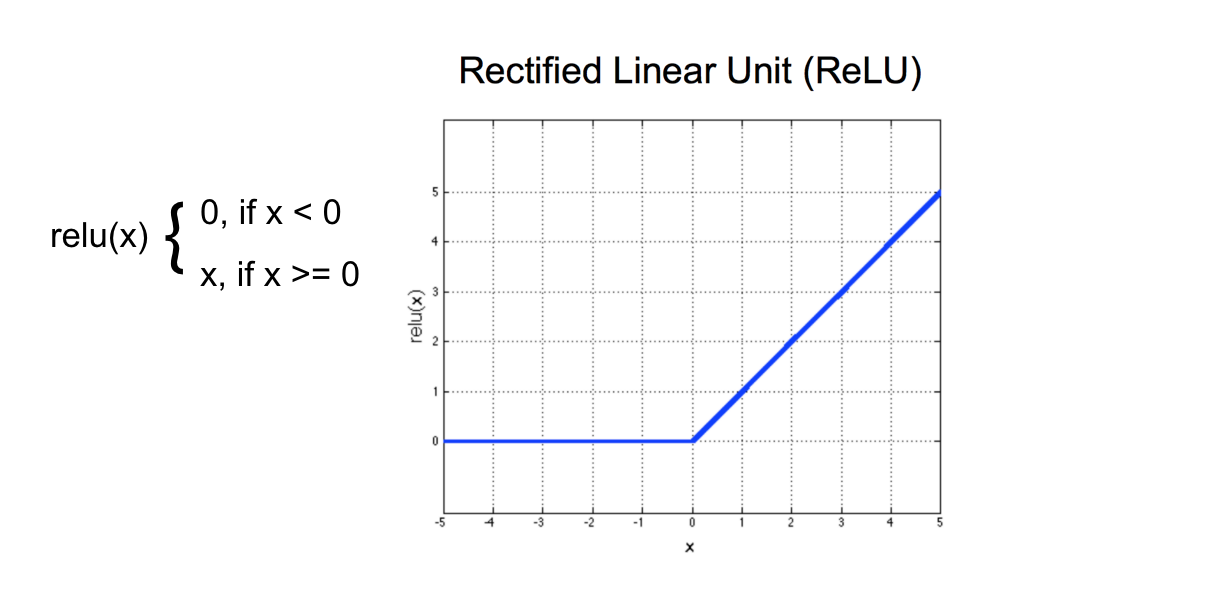 Rectified Linear Unit (ReLU)
relu(x) { 0, if x < 0
x, if x >= 0
relu(x)
5
4
3
2
1
0
-5 -4 -3 -2 -1 0 1 2 3 4 5
x